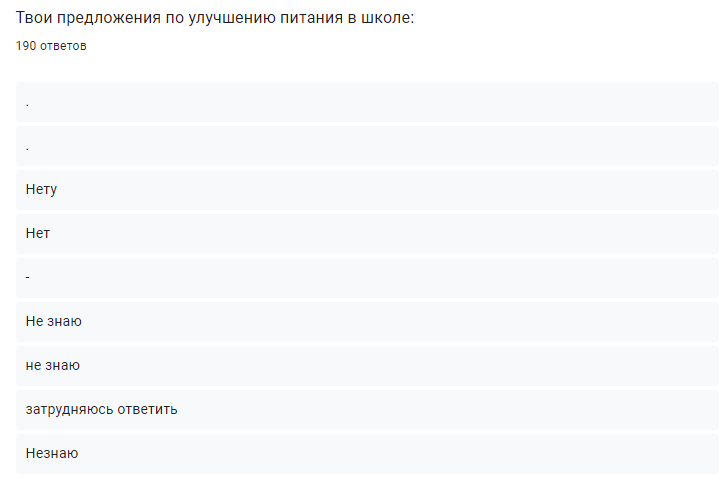 Твои предложения по улучшению питания в школе:
190 ответов
.
.
Нету
Нет
-
Не знаю
не знаю
затрудняюсь ответить
Незнаю